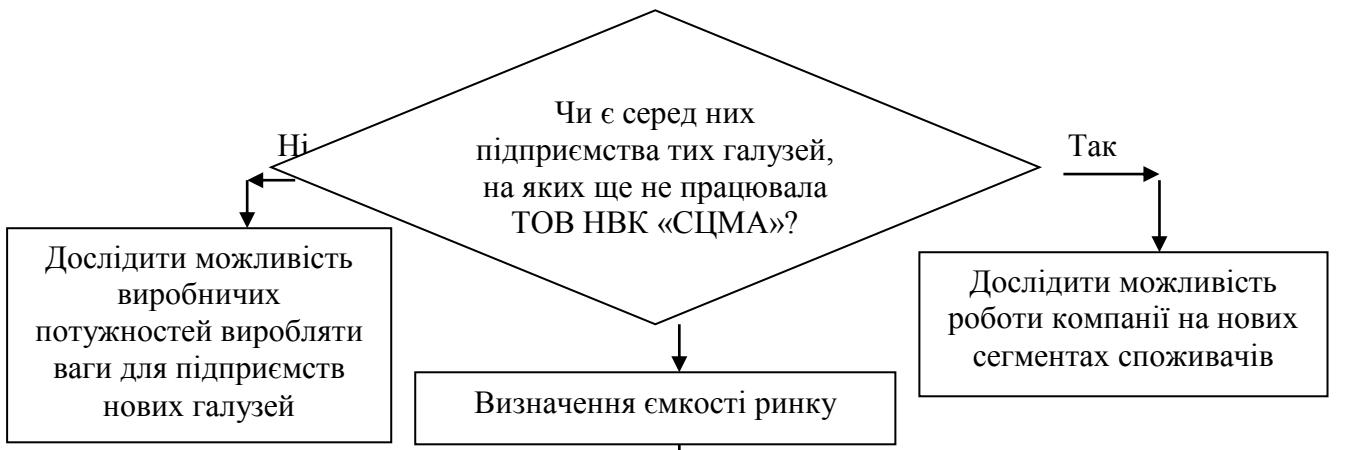 Чи є серед них
підприємства тих галузей,
на яких ще не працювала
ТОВ НВК «СЦМА»?
Ні
Так
Дослідити можливість
виробничих
потужностей виробляти
ваги для підприємств
нових галузей
Дослідити можливість
роботи компанії на нових
сегментах споживачів
Визначення ємкості ринку